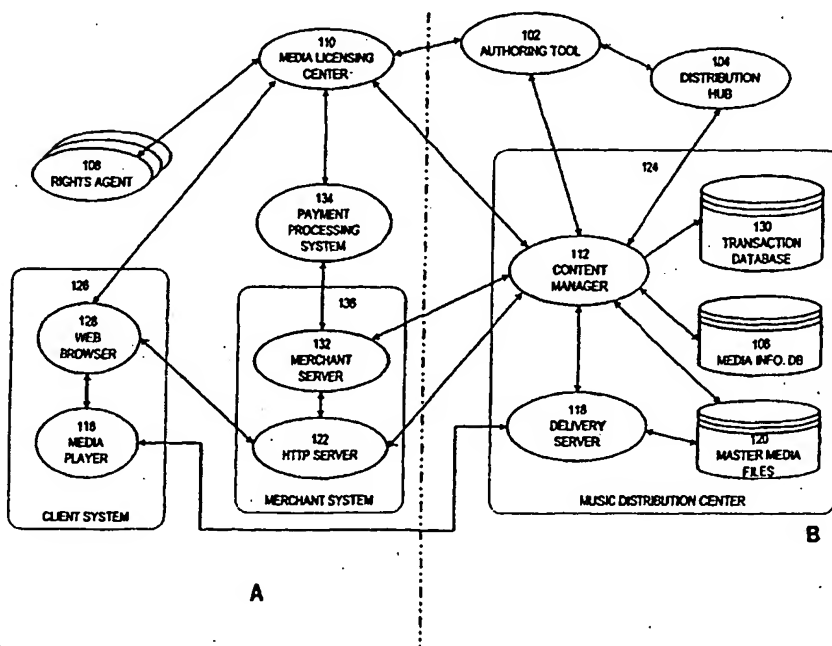 110
MEDIA LICENSING
CENTER
102
AUTHORING TOOL
104
DISTRIBUTION
HUB
108
RIGHTS AGENT
134
PAYMENT
PROCESSING
SYSTEM
124
130
TRANSACTION
DATABASE
112
CONTENT
MANAGER
126
128
WEB
BROWSER
136
132
MERCHANT
SERVER
106
MEDIA INFO. DB
116
MEDIA
PLAYER
122
HTTP SERVER
118
DELIVERY
SERVER
120
MASTER MEDIA
FILES
CLIENT SYSTEM
MERCHANT SYSTEM
MUSIC DISTRIBUTION CENTER
B
A